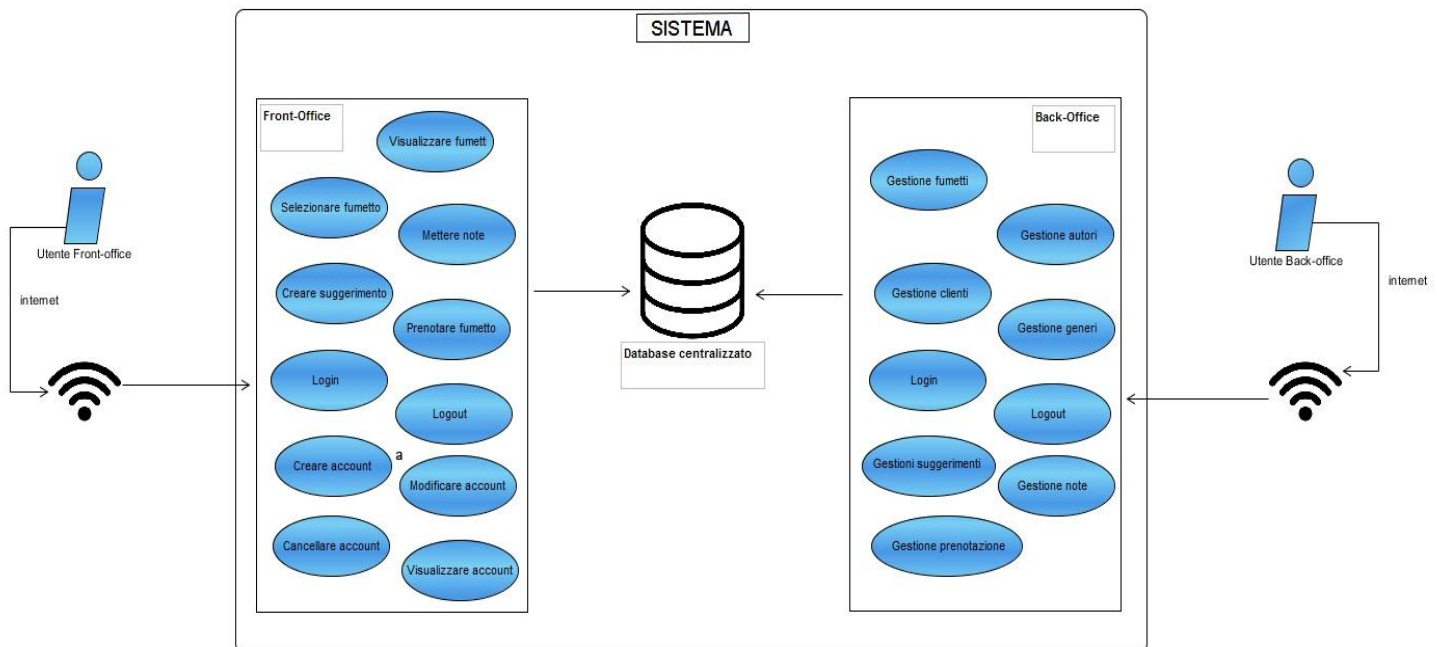 SISTEMA
Front-Office
Visualizzare fumett
Selezionare fumetto
Mettere note
Creare suggerimento
Prenotare fumetto
Login
Logout
Creare account
a
Modificare account
Cancellare account
Visualizzare account
Utente Front-office
internet
Database centralizzato
Back-Office
Gestione fumetti
Gestione autori
Gestione clienti
Gestione generi
Login
Logout
Gestioni suggerimenti
Gestione note
Gestione prenotazione
Utente Back-office
internet